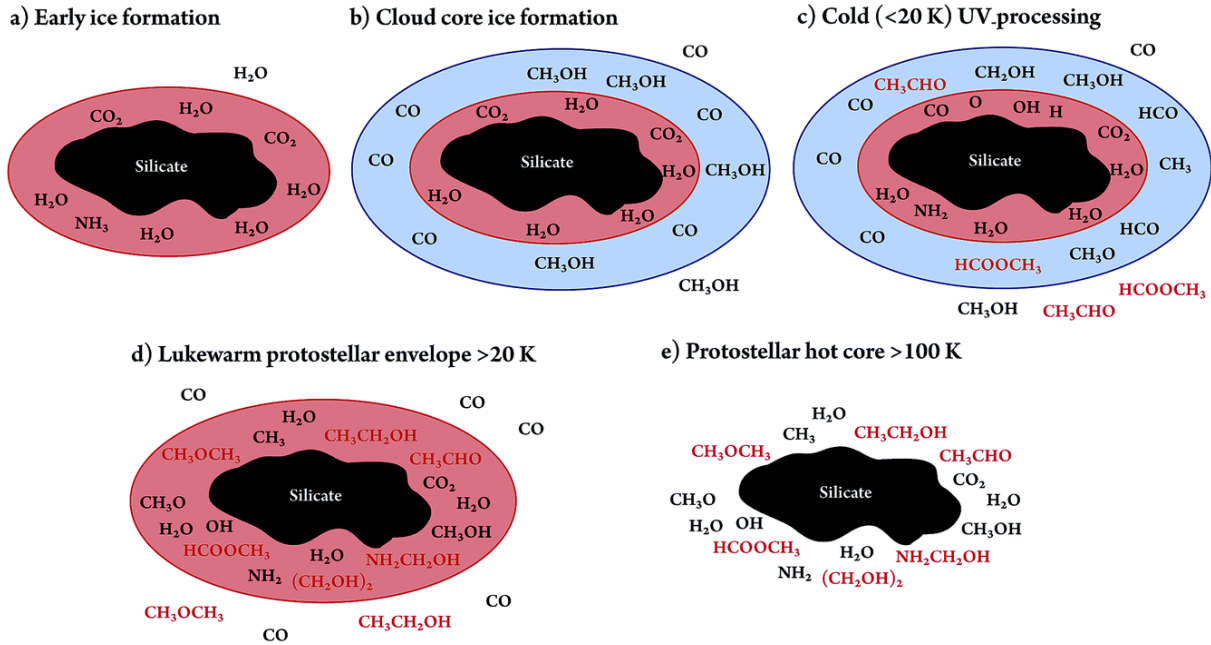 a) Early ice formation
H₂O
CO₂
H₂O
CO₂
Silicate
H₂O
H₂O
NH₃
H₂O
H₂O
b) Cloud core ice formation
CO
CH₃OH
CH₃OH
CO
H₂O
CO
CO₂
CO₂
CO
Silicate
H₂O
CH₃OH
H₂O
H₂O
H₂O
CO
CO
CH₃OH
CH₃OH
c) Cold (<20 K) UV processing
CO
CH₃CHO
CH₂OH
CH₃OH
CO
CO
O
OH
H
HCO
CO₂
CO
Silicate
H₂O
CH₃
H₂O
NH₂
H₂O
H₂O
CO
HCO
CH₃O
HCOOCH₃
HCOOCH₃
CH₃OH
CH₃CHO
d) Lukewarm protostellar envelope >20 K
CO
CO
H₂O
CO
CH₃
CH₃CH₂OH
CH₃OCH₃
CH₃CHO
CO₂
Silicate
CH₃O
H₂O
H₂O
OH
CH₃OH
HCOOCH₃
H₂O
NH₂CH₂OH
NH₂
(CH₂OH)₂
CO
CH₃OCH₃
CH₃CH₂OH
CO
e) Protostellar hot core >100 K
H₂O
CH₃
CH₃CH₂OH
CH₃OCH₃
CH₃CHO
CO₂
Silicate
CH₃O
H₂O
H₂O
OH
CH₃OH
HCOOCH₃
H₂O
NH₂CH₂OH
NH₂
(CH₂OH)₂